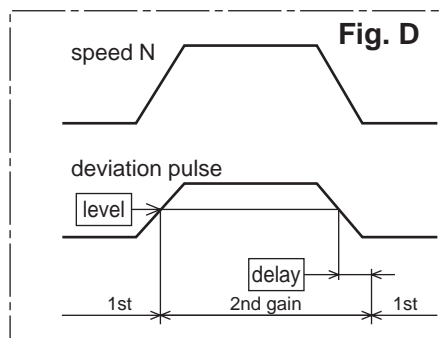 Fig. D
speed N
deviation pulse
level
delay
1st 2nd gain 1st